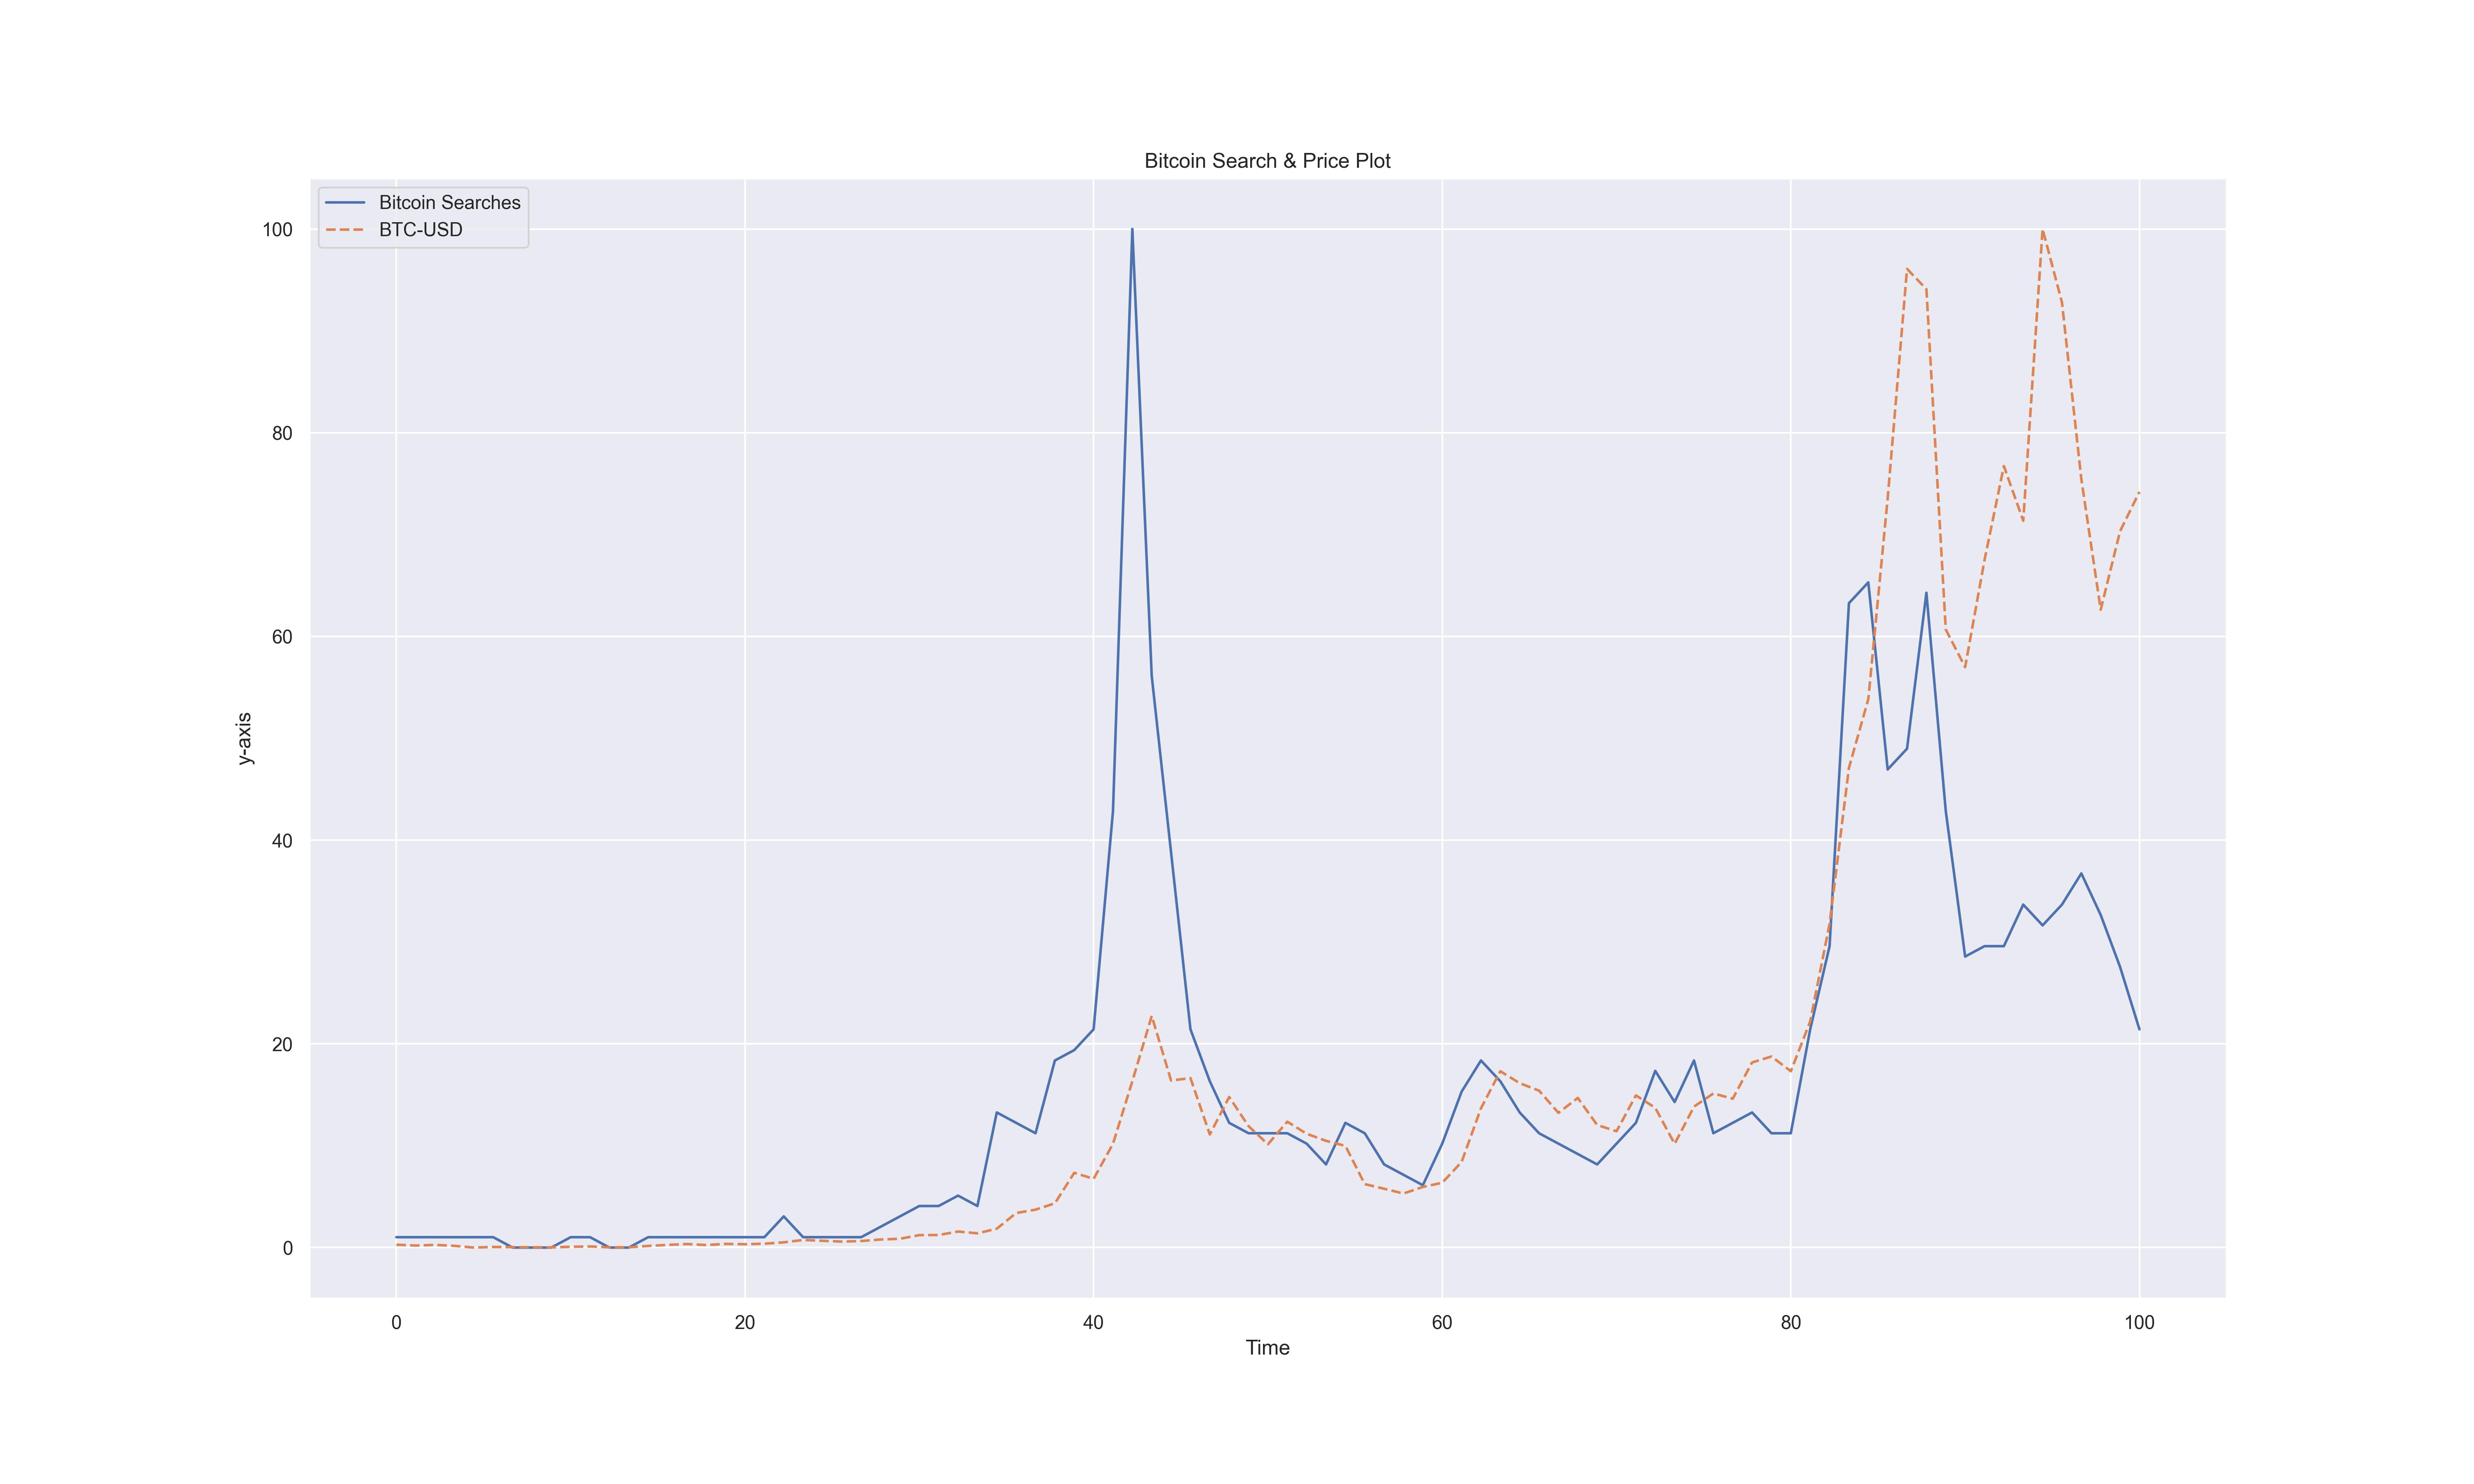 Bitcoin Search & Price Plot
Bitcoin Searches
BTC-USD
100
80
60
40
20
0
y-axis
0 20 40 60 80 100
Time